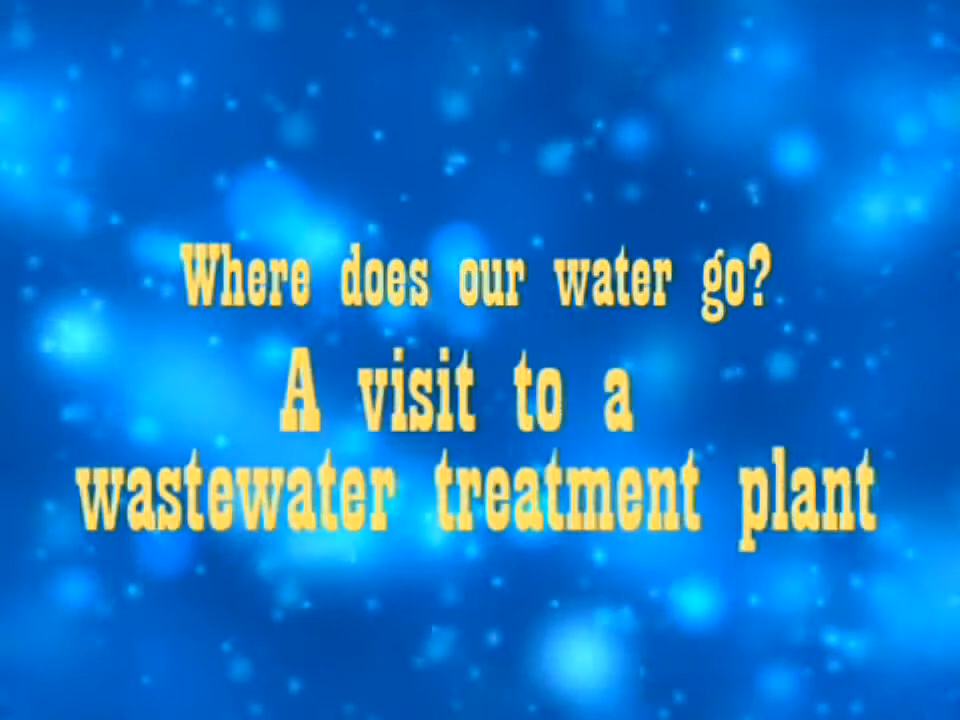 Where does our water go?
A visit to a
wastewater treatment plant